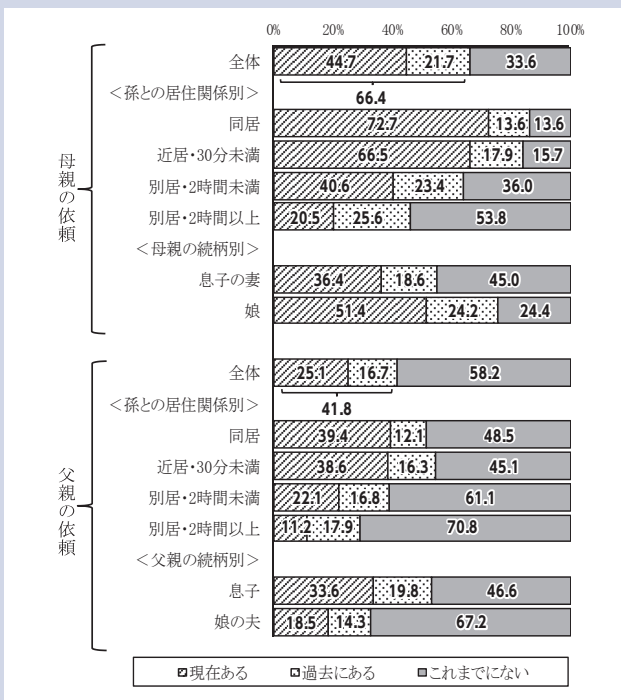 0% 20% 40% 60% 80% 100%
母親の依頼
全体 44.7 21.7 33.6
＜孫との居住関係別＞ 66.4
同居 72.7 13.6 13.6
近居・30分未満 66.5 17.9 15.7
別居・2時間未満 40.6 23.4 36.0
別居・2時間以上 20.5 25.6 53.8
＜母親の続柄別＞
息子の妻 36.4 18.6 45.0
娘 51.4 24.2 24.4
父親の依頼
全体 25.1 16.7 58.2
＜孫との居住関係別＞ 41.8
同居 39.4 12.1 48.5
近居・30分未満 38.6 16.3 45.1
別居・2時間未満 22.1 16.8 61.1
別居・2時間以上 11.2 17.9 70.8
＜父親の続柄別＞
息子 33.6 19.8 46.6
娘の夫 18.5 14.3 67.2
現在ある 過去にある これまでにない